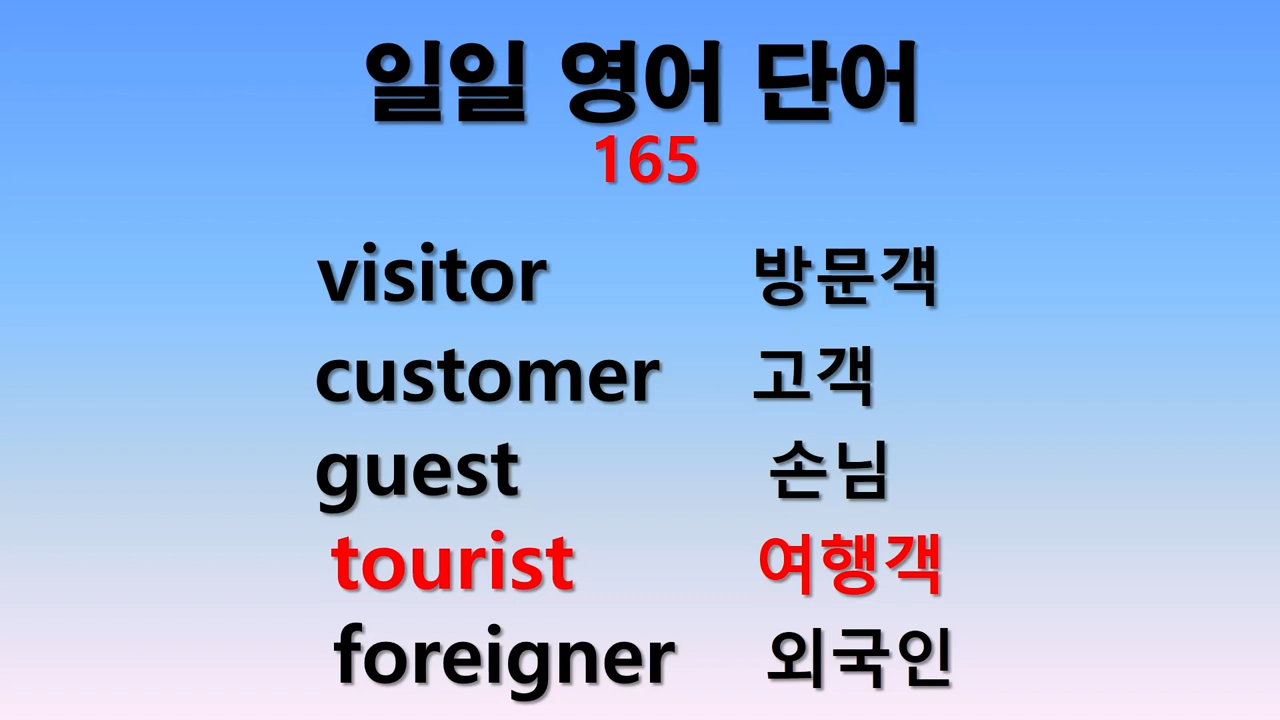 일일 영어 단어
165
visitor 방문객
customer 고객
guest 손님
tourist 여행객
foreigner 외국인